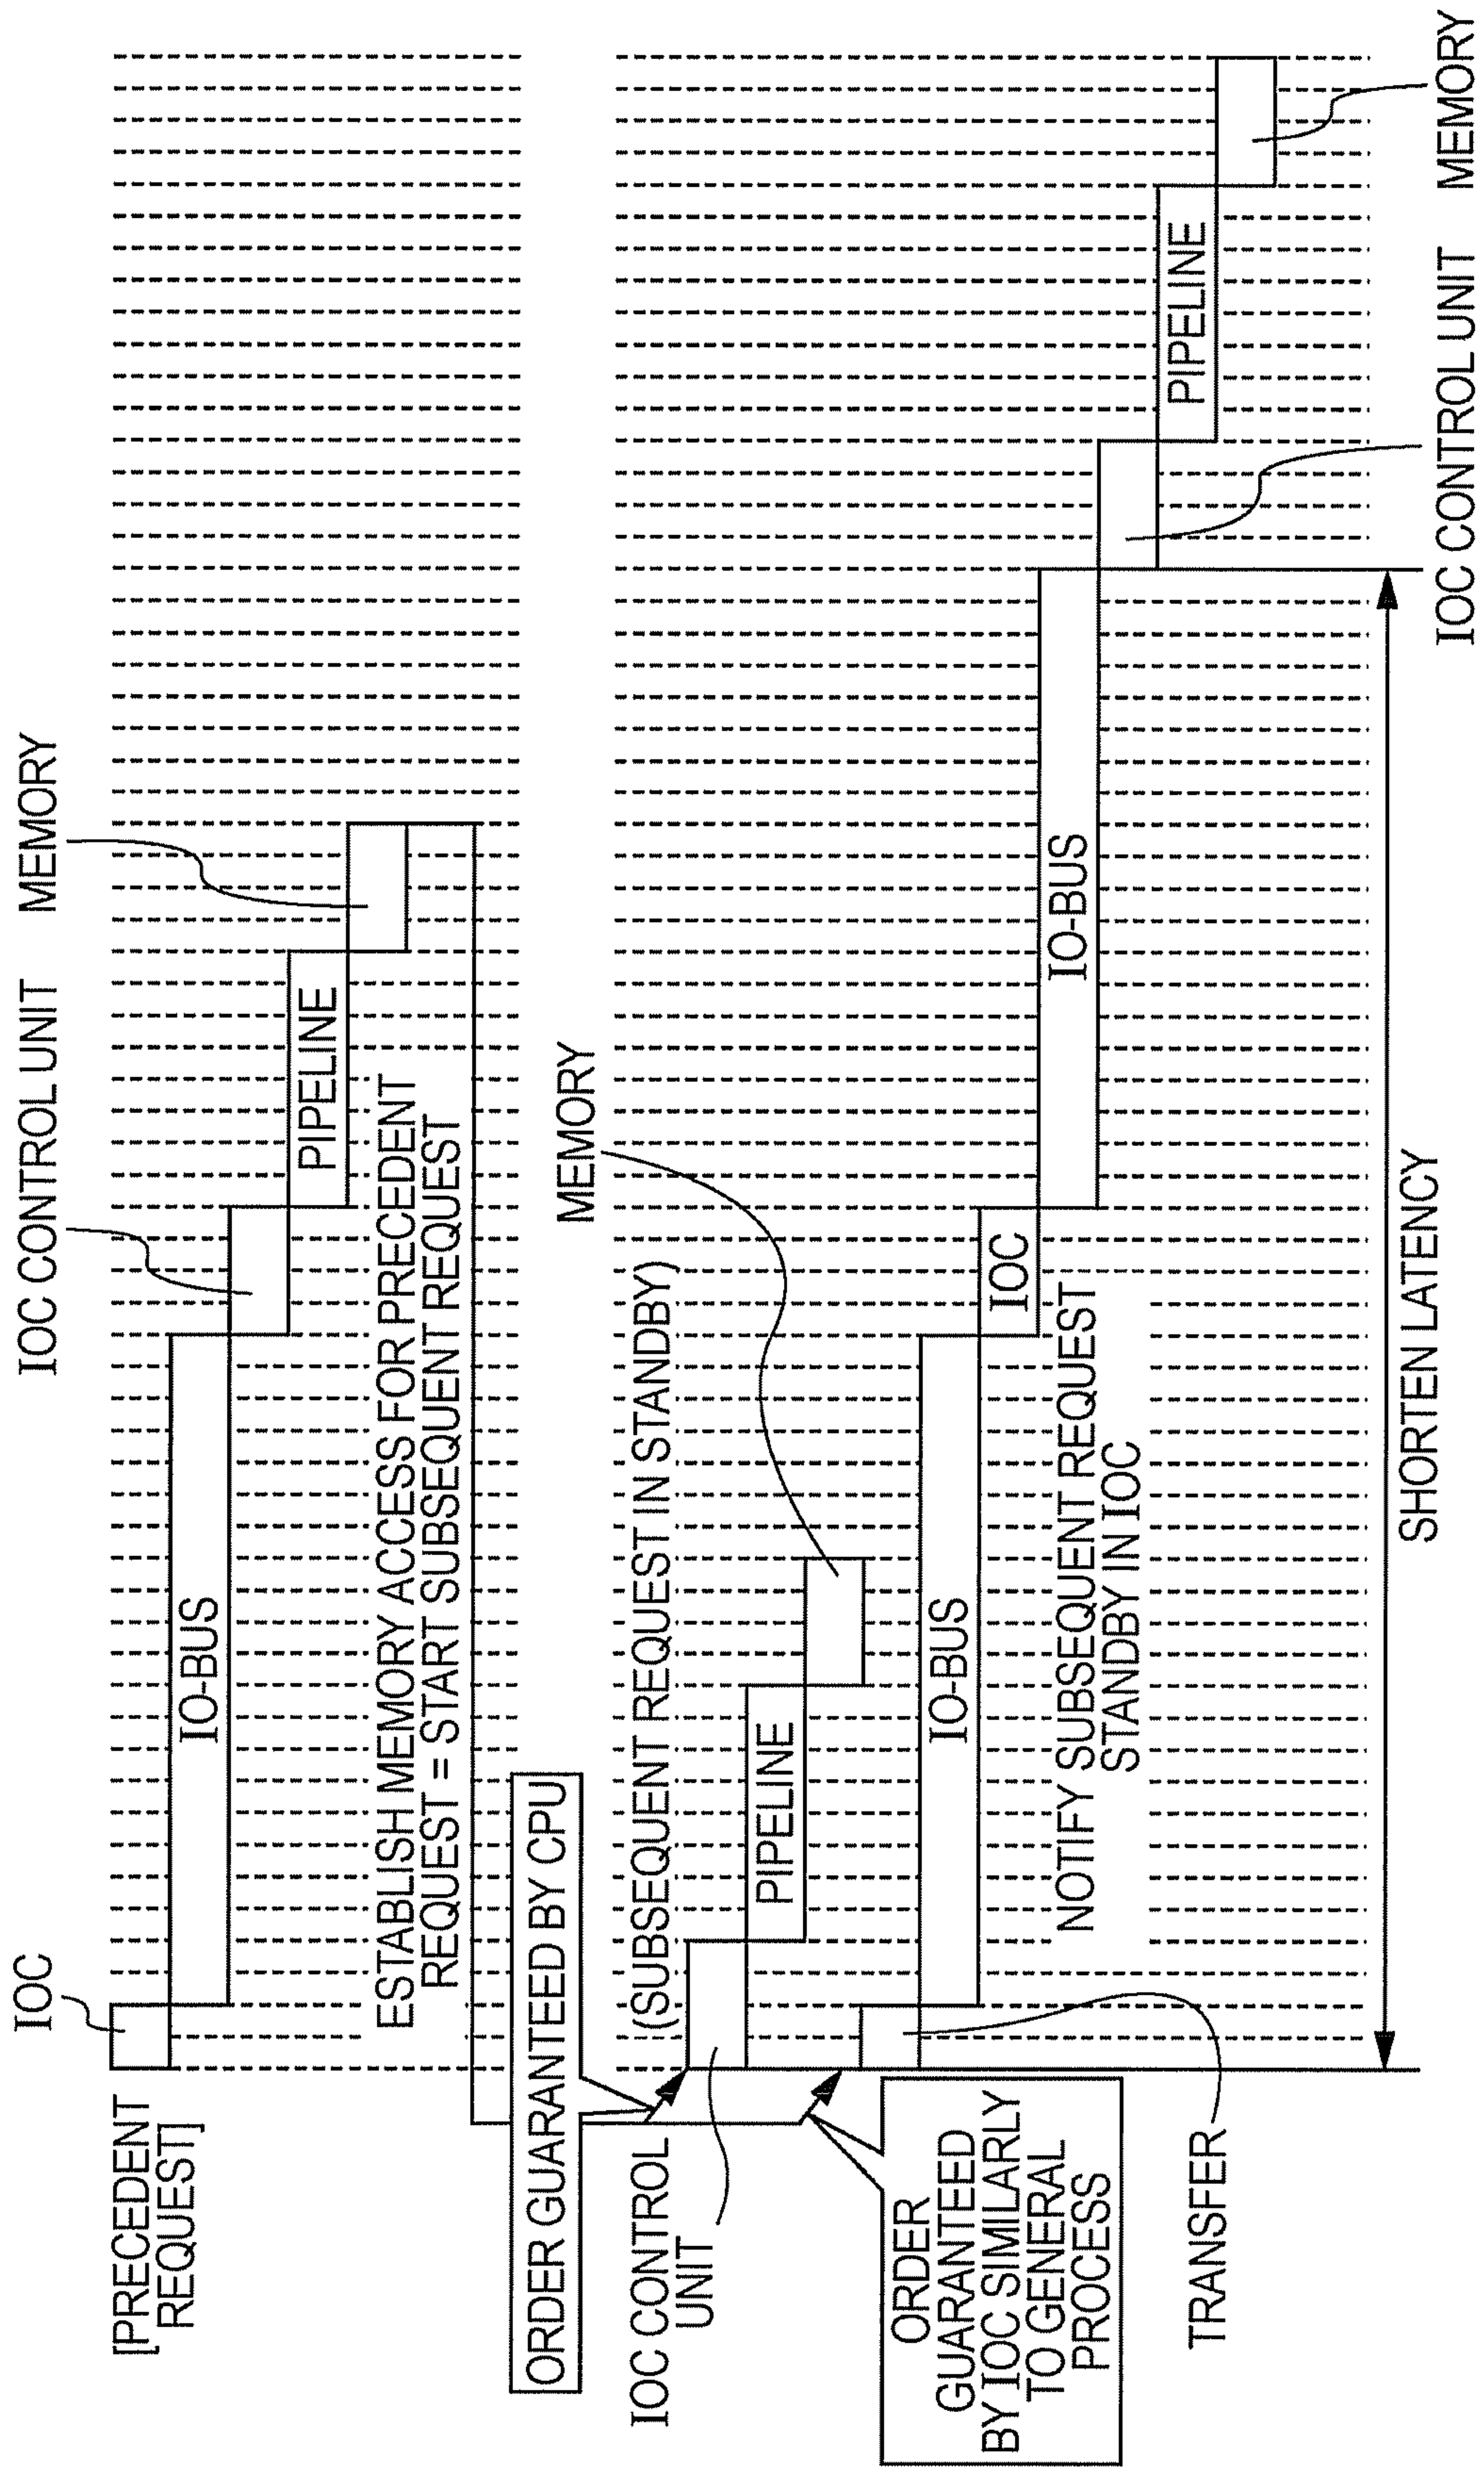 [PRECEDENT
REQUEST]
IOC
IOC CONTROL UNIT
MEMORY
IO-BUS
PIPELINE
ESTABLISH MEMORY ACCESS FOR PRECEDENT
REQUEST = START SUBSEQUENT REQUEST
ORDER GUARANTEED BY CPU
IOC CONTROL
UNIT
(SUBSEQUENT REQUEST IN STANDBY)
MEMORY
PIPELINE
ORDER
GUARANTEED
BY IOC SIMILARLY
TO GENERAL
PROCESS
TRANSFER
IO-BUS
IOC
NOTIFY SUBSEQUENT REQUEST
STANDBY IN IOC
IO-BUS
PIPELINE
SHORTEN LATENCY
IOC CONTROL UNIT
MEMORY